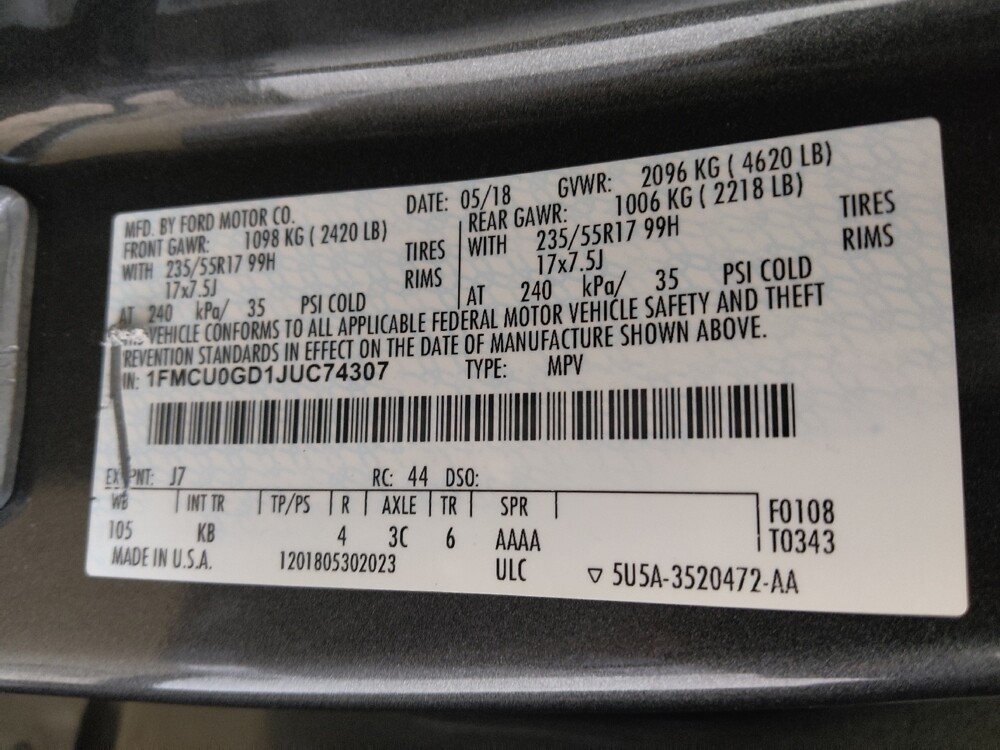 MFD. BY FORD MOTOR CO. DATE: 05/18 GVWR: 2096 KG ( 4620 LB)
FRONT GAWR: 1098 KG ( 2420 LB) REAR GAWR: 1006 KG ( 2218 LB)
WITH 235/55R17 99H TIRES WITH 235/55R17 99H TIRES
17x7.5J RIMS 17x7.5J RIMS
AT 240 kPa/ 35 PSI COLD AT 240 kPa/ 35 PSI COLD
VEHICLE CONFORMS TO ALL APPLICABLE FEDERAL MOTOR VEHICLE SAFETY AND THEFT
REVENTION STANDARDS IN EFFECT ON THE DATE OF MANUFACTURE SHOWN ABOVE.
IN: 1FMCU0GD1JUC74307 TYPE: MPV
EXT PNT: J7 RC: 44 DSO:
WB INT TR TP/PS R AXLE TR SPR F0108
105 KB 4 3C 6 AAAA T0343
MADE IN U.S.A. 1201805302023 ULC ▽ 5U5A-3520472-AA